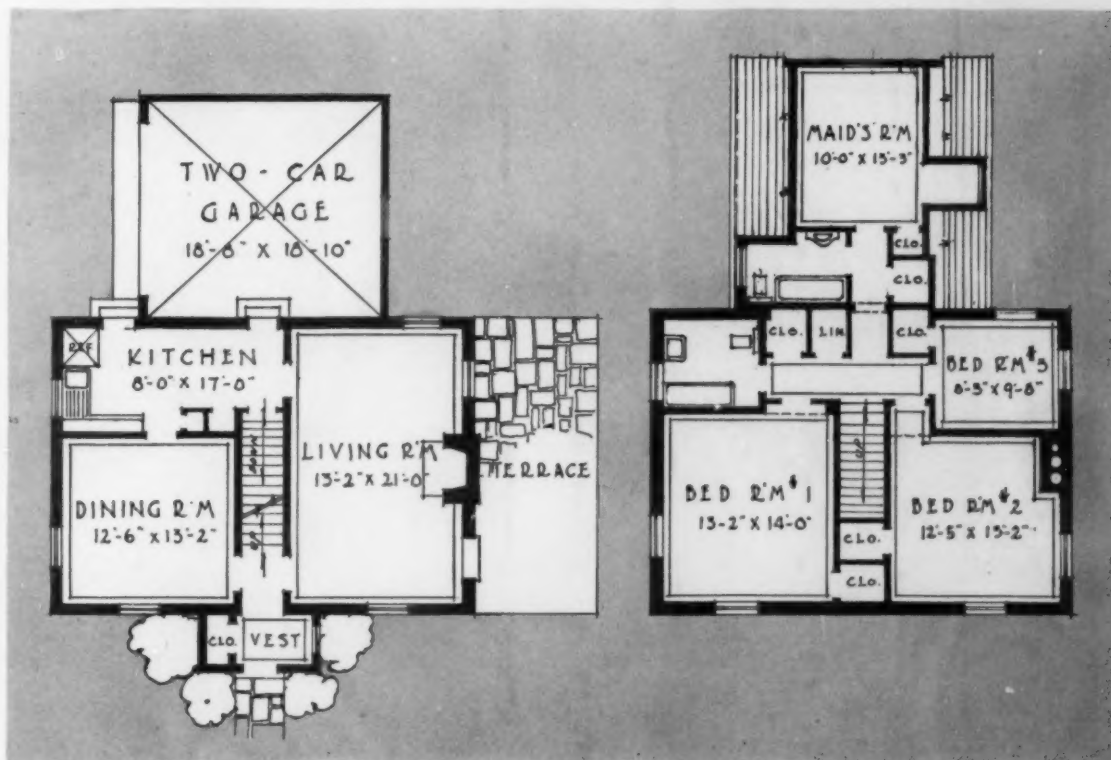 TWO - CAR
GARAGE
18'-8" X 18'-10"
REF
KITCHEN
8'-0" X 17'-0"
DOWN
UP
LIVING R'M
13'-2" X 21'-0
TERRACE
DINING R'M
12'-6" X 13'-2"
CLO.
VEST
MAID'S R'M
10'-0" X 13'-3"
CLO.
CLO.
CLO.
LIN.
CLO.
BED R'M #3
8'-3" X 9'-8"
BED R'M #1
13'-2" X 14'-0"
BED R'M #2
12'-5" X 13'-2"
CLO.
CLO.